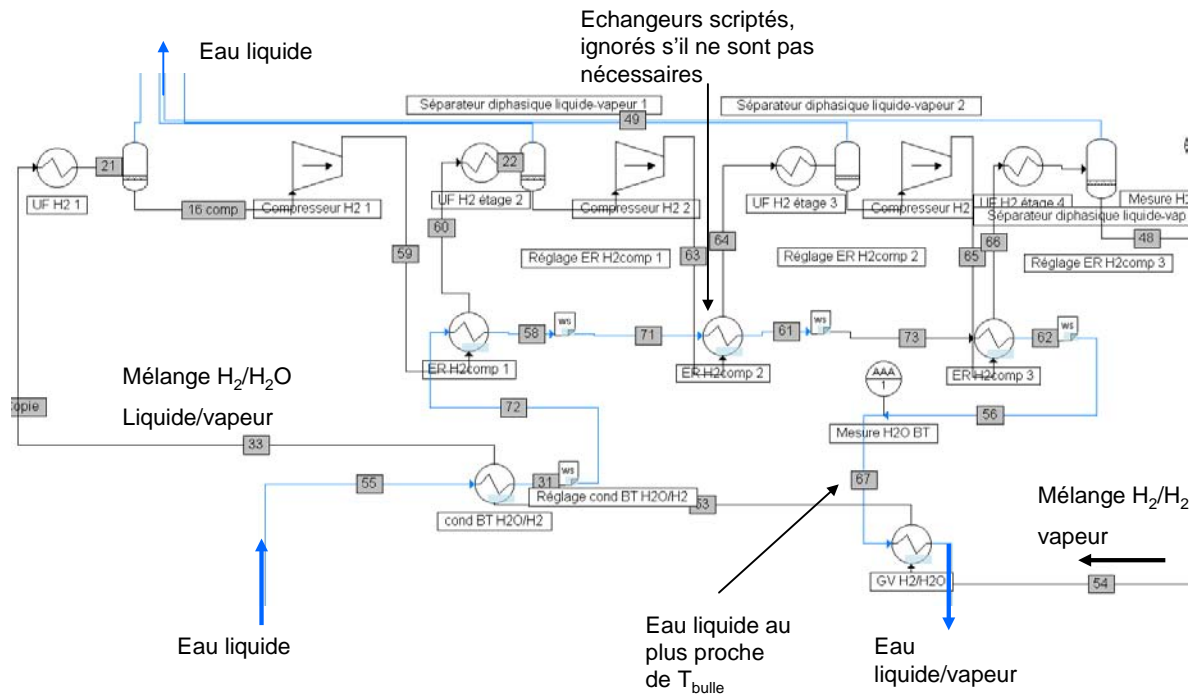 Echangeurs scriptés,
ignorés s’il ne sont pas
nécessaires
Eau liquide
Séparateur diphasique liquide-vapeur 1
Séparateur diphasique liquide-vapeur 2
49
21
22
UF H2 1
UF H2 étage 2
UF H2 étage 3
UF H2 étage 4
Mesure H2
16 comp
Compresseur H2 1
Compresseur H2 2
Compresseur H2
Séparateur diphasique liquide-vap
60
59
64
63
66
65
48
Réglage ER H2comp 1
Réglage ER H2comp 2
Réglage ER H2comp 3
58
ws
71
61
ws
73
62
ws
ER H2comp 1
ER H2comp 2
ER H2comp 3
Mélange H₂/H₂O
Liquide/vapeur
copie
72
AAA
1
56
Mesure H2O BT
33
55
31
ws
Réglage cond BT H2O/H2
53
67
cond BT H2O/H2
Mélange H₂/H₂
vapeur
GV H2/H2O
54
Eau liquide
Eau liquide au
plus proche
de Tbulle
Eau
liquide/vapeur